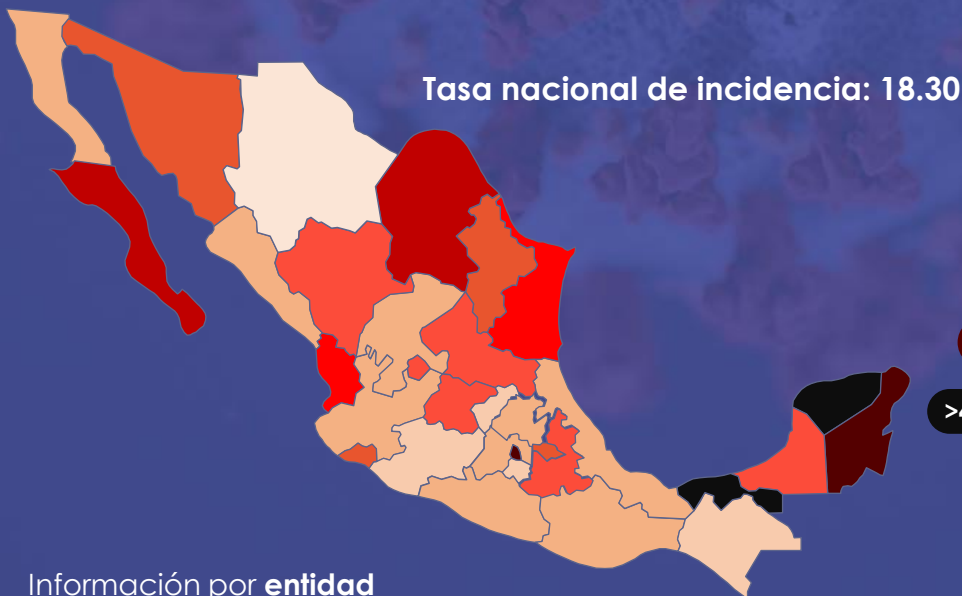 Tasa nacional de incidencia: 18.30
Información por entidad